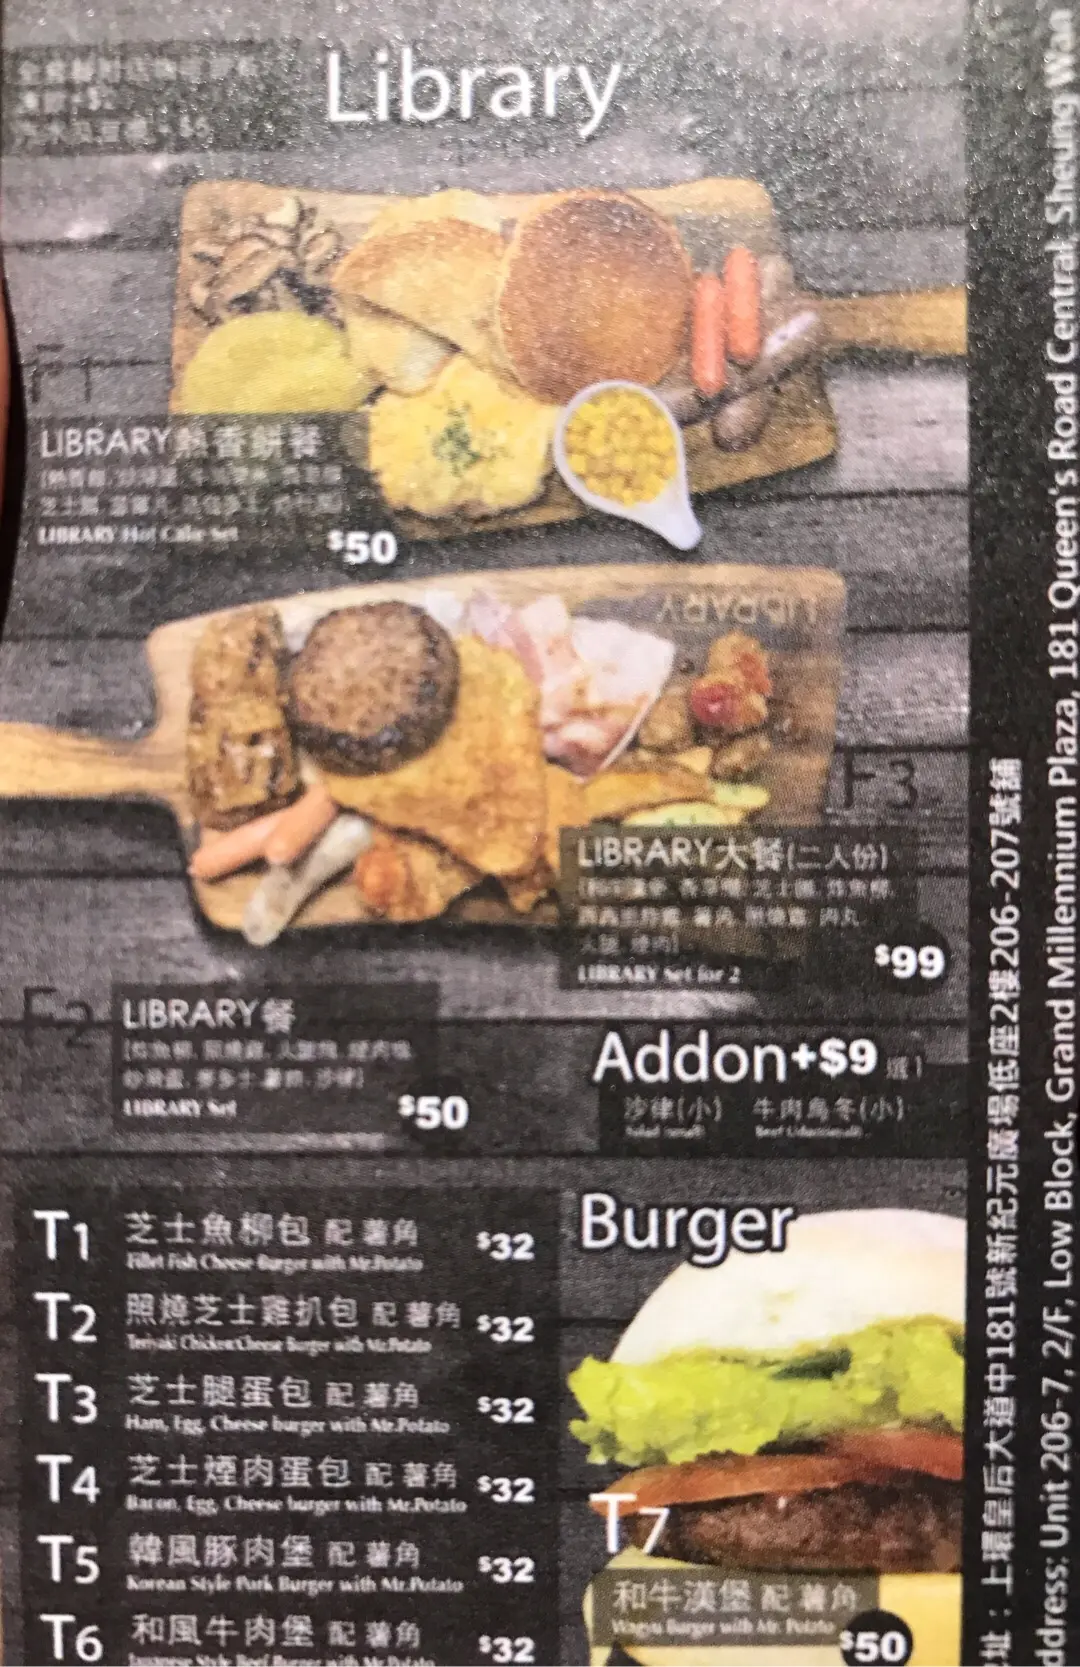 Library
F1
LIBRARY熱香餅餐
LIBRARY Hot Cake Set
$50
LIBRARY
F3
LIBRARY大餐(二人份)
LIBRARY Set for 2
$99
F2
LIBRARY餐
LIBRARY Set
$50
Addon+$9
沙律(小) 牛肉烏冬(小)
T1 芝士魚柳包 配薯角 $32
Fillet Fish Cheese Burger with Mr.Potato
T2 照燒芝士雞扒包 配薯角 $32
Teriyaki Chicken Cheese Burger with Mr.Potato
T3 芝士腿蛋包 配薯角 $32
Ham, Egg, Cheese burger with Mr.Potato
T4 芝士煙肉蛋包 配薯角 $32
Bacon, Egg, Cheese burger with Mr.Potato
T5 韓風豚肉堡 配薯角 $32
Korean Style Pork Burger with Mr.Potato
T6 和風牛肉堡 配薯角 $32
Japanese Style Beef Burger with Mr.Potato
Burger
T7
和牛漢堡 配薯角
Wagyu Burger with Mr. Potato
$50
址：上環皇后大道中181號新紀元廣場低座2樓206-207號舖
ddress: Unit 206-7, 2/F, Low Block, Grand Millennium Plaza, 181 Queen's Road Central, Sheung Wan